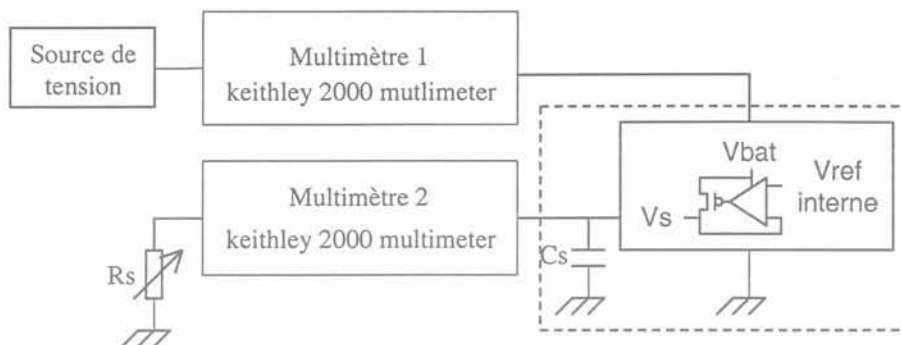 Source de
tension
Multimètre 1
keithley 2000 mutlimeter
Multimètre 2
keithley 2000 multimeter
Rs
Cs
Vbat
Vs
Vref
interne